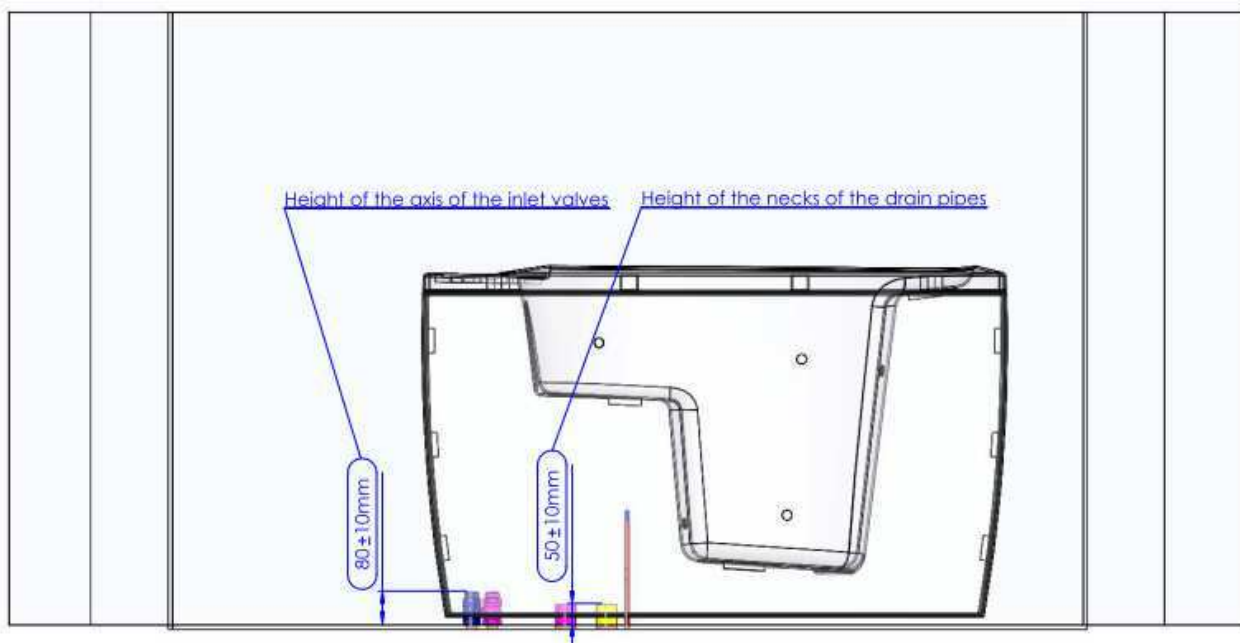 Height of the axis of the inlet valves
Height of the necks of the drain pipes
80±10mm
50±10mm